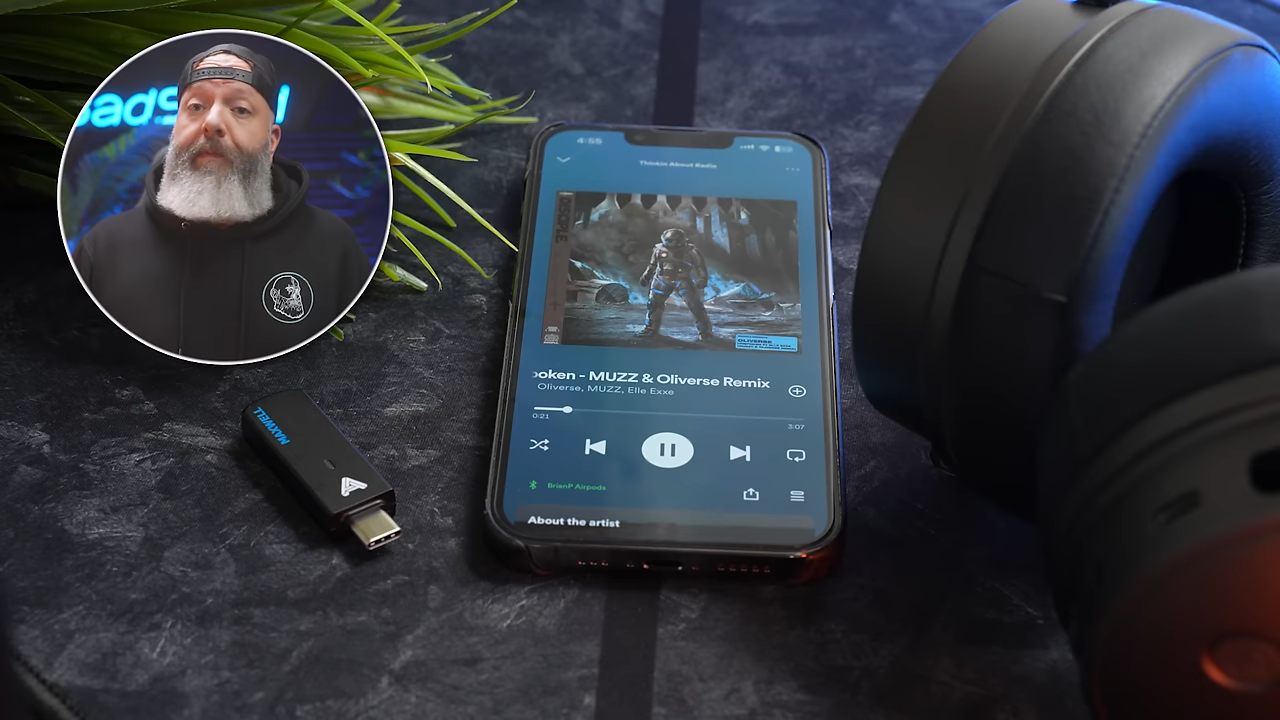 4:55
Thinkin About Radio
PEOPLE
OLIVERSE
oken - MUZZ & Oliverse Remix
Oliverse, MUZZ, Elle Exxe
0:21
3:07
BrianP Airpods
About the artist
MAXWELL